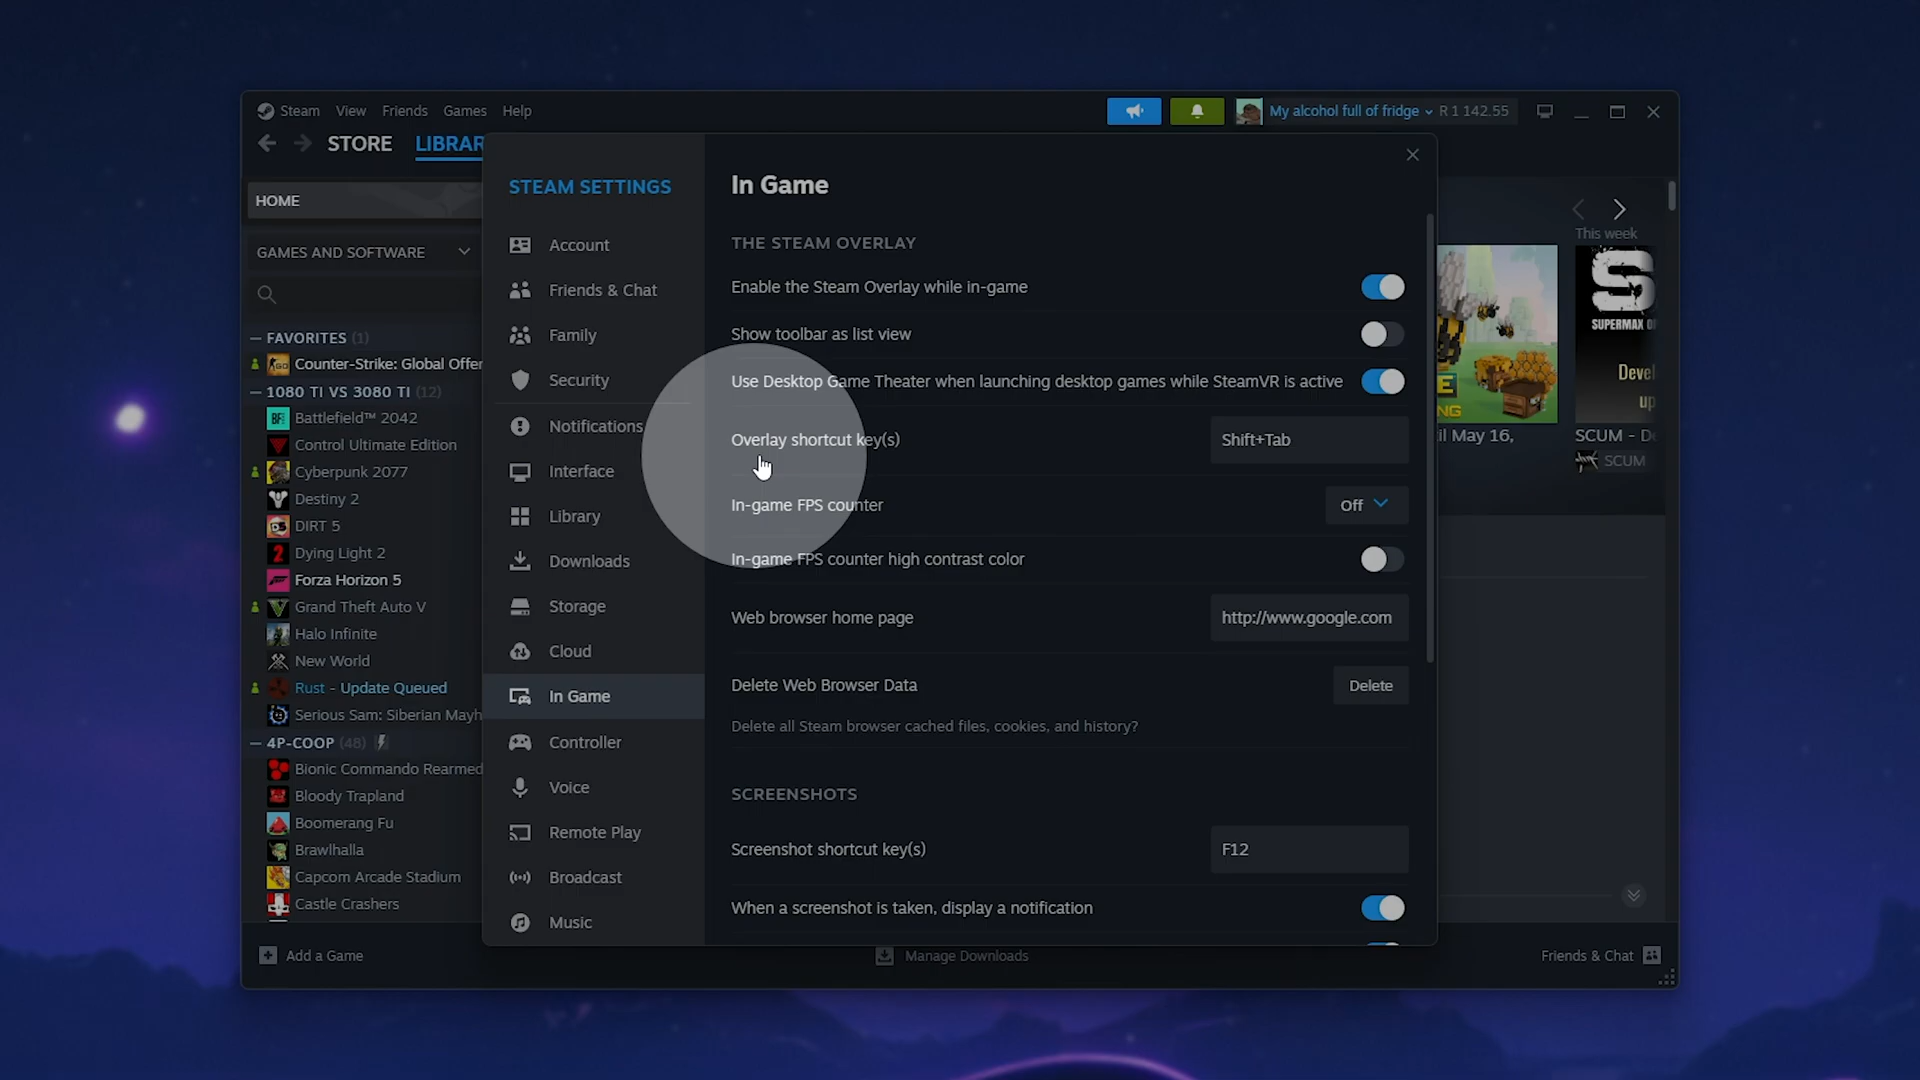 Steam View Friends Games Help
My alcohol full of fridge R 1 142.55
STORE LIBRAR
HOME
GAMES AND SOFTWARE
FAVORITES (1)
Counter-Strike: Global Offer
1080 TI VS 3080 TI (12)
Battlefield™ 2042
Control Ultimate Edition
Cyberpunk 2077
Destiny 2
DIRT 5
Dying Light 2
Forza Horizon 5
Grand Theft Auto V
Halo Infinite
New World
Rust - Update Queued
Serious Sam: Siberian Mayh
4P-COOP (48)
Bionic Commando Rearmed
Bloody Trapland
Boomerang Fu
Brawlhalla
Capcom Arcade Stadium
Castle Crashers
Add a Game
STEAM SETTINGS
Account
Friends & Chat
Family
Security
Notifications
Interface
Library
Downloads
Storage
Cloud
In Game
Controller
Voice
Remote Play
Broadcast
Music
In Game
THE STEAM OVERLAY
Enable the Steam Overlay while in-game
Show toolbar as list view
Use Desktop Game Theater when launching desktop games while SteamVR is active
Overlay shortcut key(s) Shift+Tab
In-game FPS counter Off
In-game FPS counter high contrast color
Web browser home page http://www.google.com
Delete Web Browser Data Delete
Delete all Steam browser cached files, cookies, and history?
SCREENSHOTS
Screenshot shortcut key(s) F12
When a screenshot is taken, display a notification
This week
SUPERMAX
Devel
up
NG
il May 16,
SCUM - De
SCUM
Manage Downloads
Friends & Chat